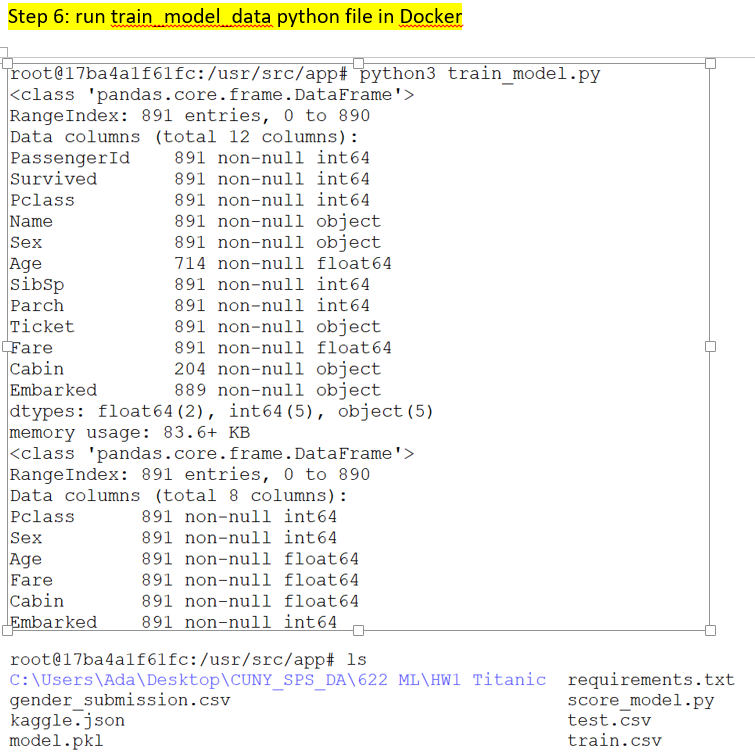 Step 6: run train_model_data python file in Docker
root@17ba4a1f61fc:/usr/src/app# python3 train_model.py
<class 'pandas.core.frame.DataFrame'>
RangeIndex: 891 entries, 0 to 890
Data columns (total 12 columns):
PassengerId    891 non-null int64
Survived       891 non-null int64
Pclass         891 non-null int64
Name           891 non-null object
Sex            891 non-null object
Age            714 non-null float64
SibSp          891 non-null int64
Parch          891 non-null int64
Ticket         891 non-null object
Fare           891 non-null float64
Cabin          204 non-null object
Embarked       889 non-null object
dtypes: float64(2), int64(5), object(5)
memory usage: 83.6+ KB
<class 'pandas.core.frame.DataFrame'>
RangeIndex: 891 entries, 0 to 890
Data columns (total 8 columns):
Pclass      891 non-null int64
Sex         891 non-null int64
Age         891 non-null float64
Fare        891 non-null float64
Cabin       891 non-null float64
Embarked    891 non-null int64
root@17ba4a1f61fc:/usr/src/app# ls
C:\Users\Ada\Desktop\CUNY_SPS_DA\622 ML\HW1 Titanic  requirements.txt
gender_submission.csv  score_model.py
kaggle.json  test.csv
model.pkl  train.csv